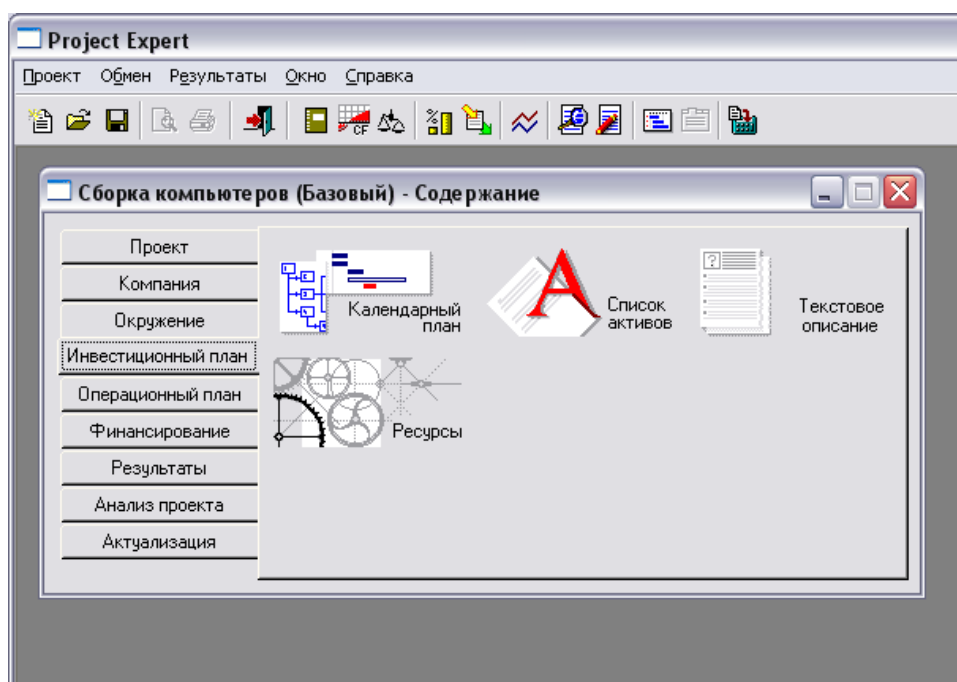 Project Expert
Проект Обмен Результаты Окно Справка
CF
Сборка компьютеров (Базовый) - Содержание
Проект
Компания
Окружение
Инвестиционный план
Операционный план
Финансирование
Результаты
Анализ проекта
Актуализация
Календарный
план
Список
активов
Текстовое
описание
Ресурсы